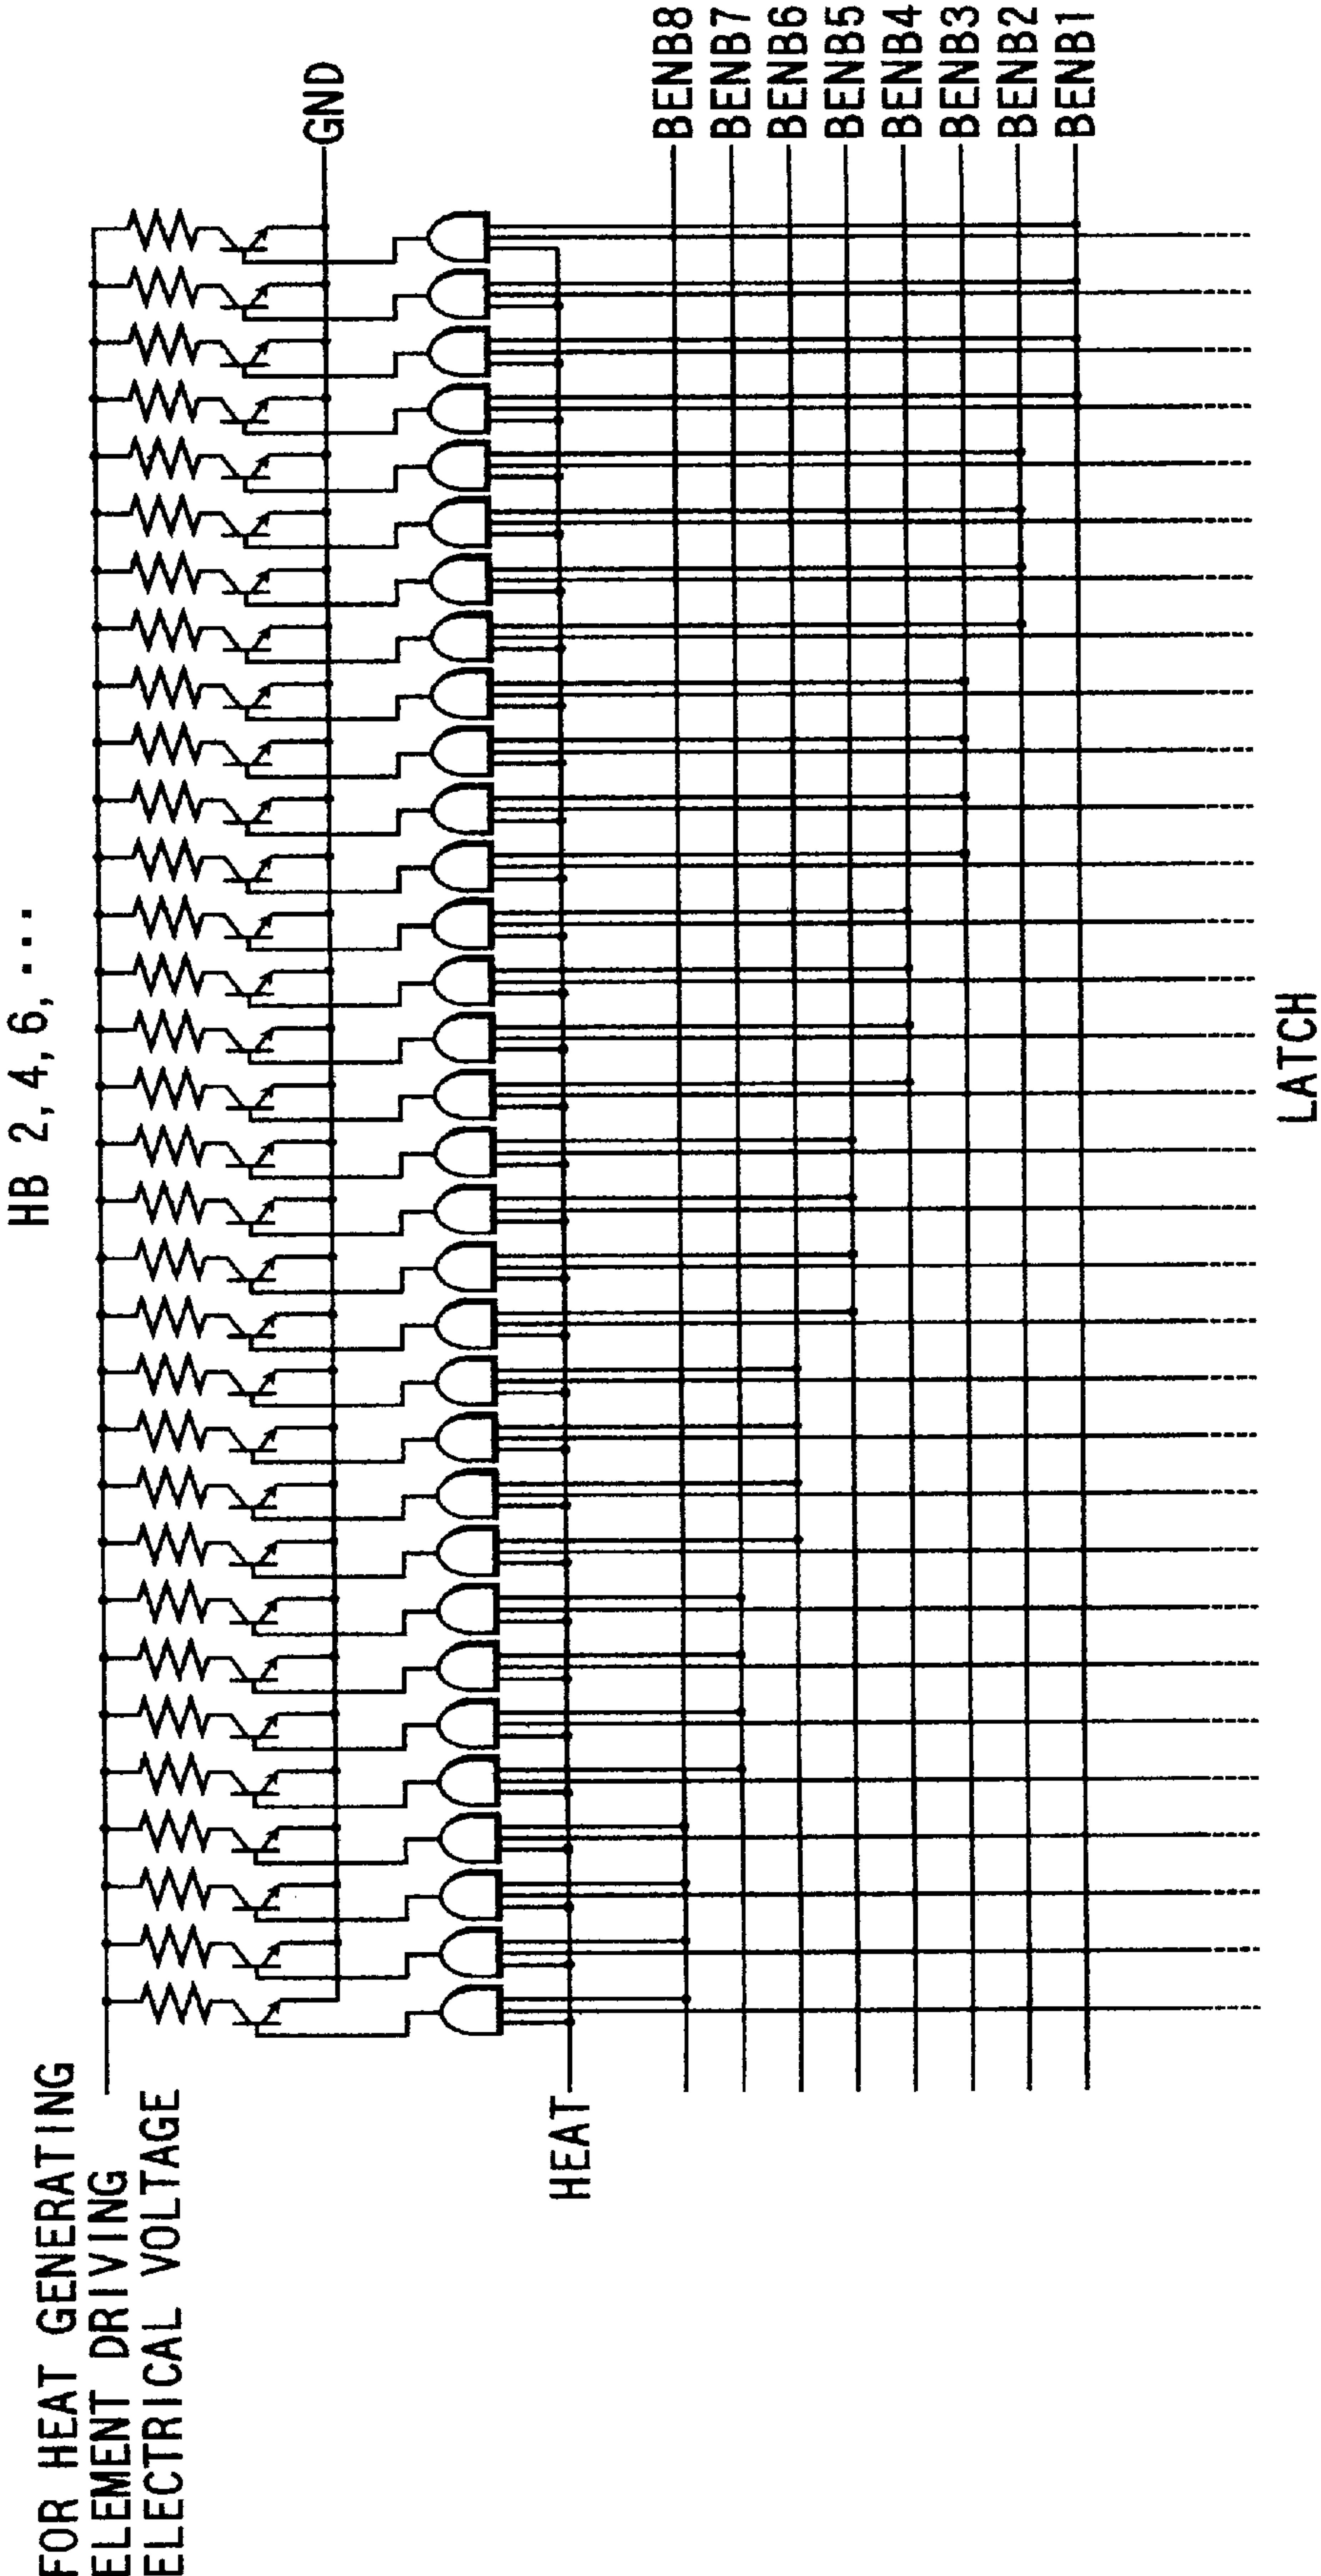 HB 2,4,6,···
FOR HEAT GENERATING
ELEMENT DRIVING
ELECTRICAL VOLTAGE
GND
HEAT
BENB8
BENB7
BENB6
BENB5
BENB4
BENB3
BENB2
BENB1
LATCH